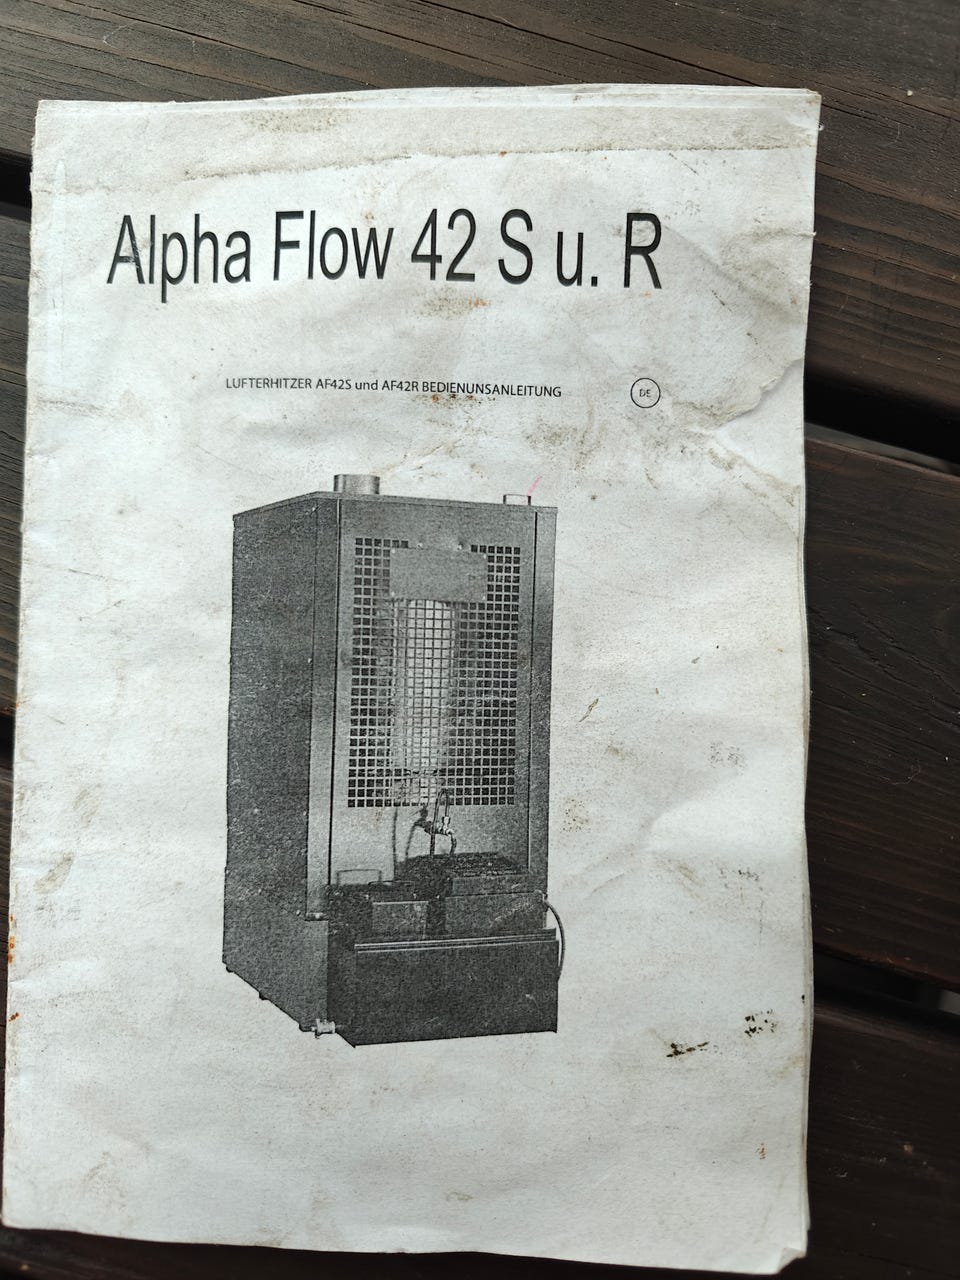 Alpha Flow 42 S u. R
LUFTERHITZER AF42S und AF42R BEDIENUNSANLEITUNG
DE